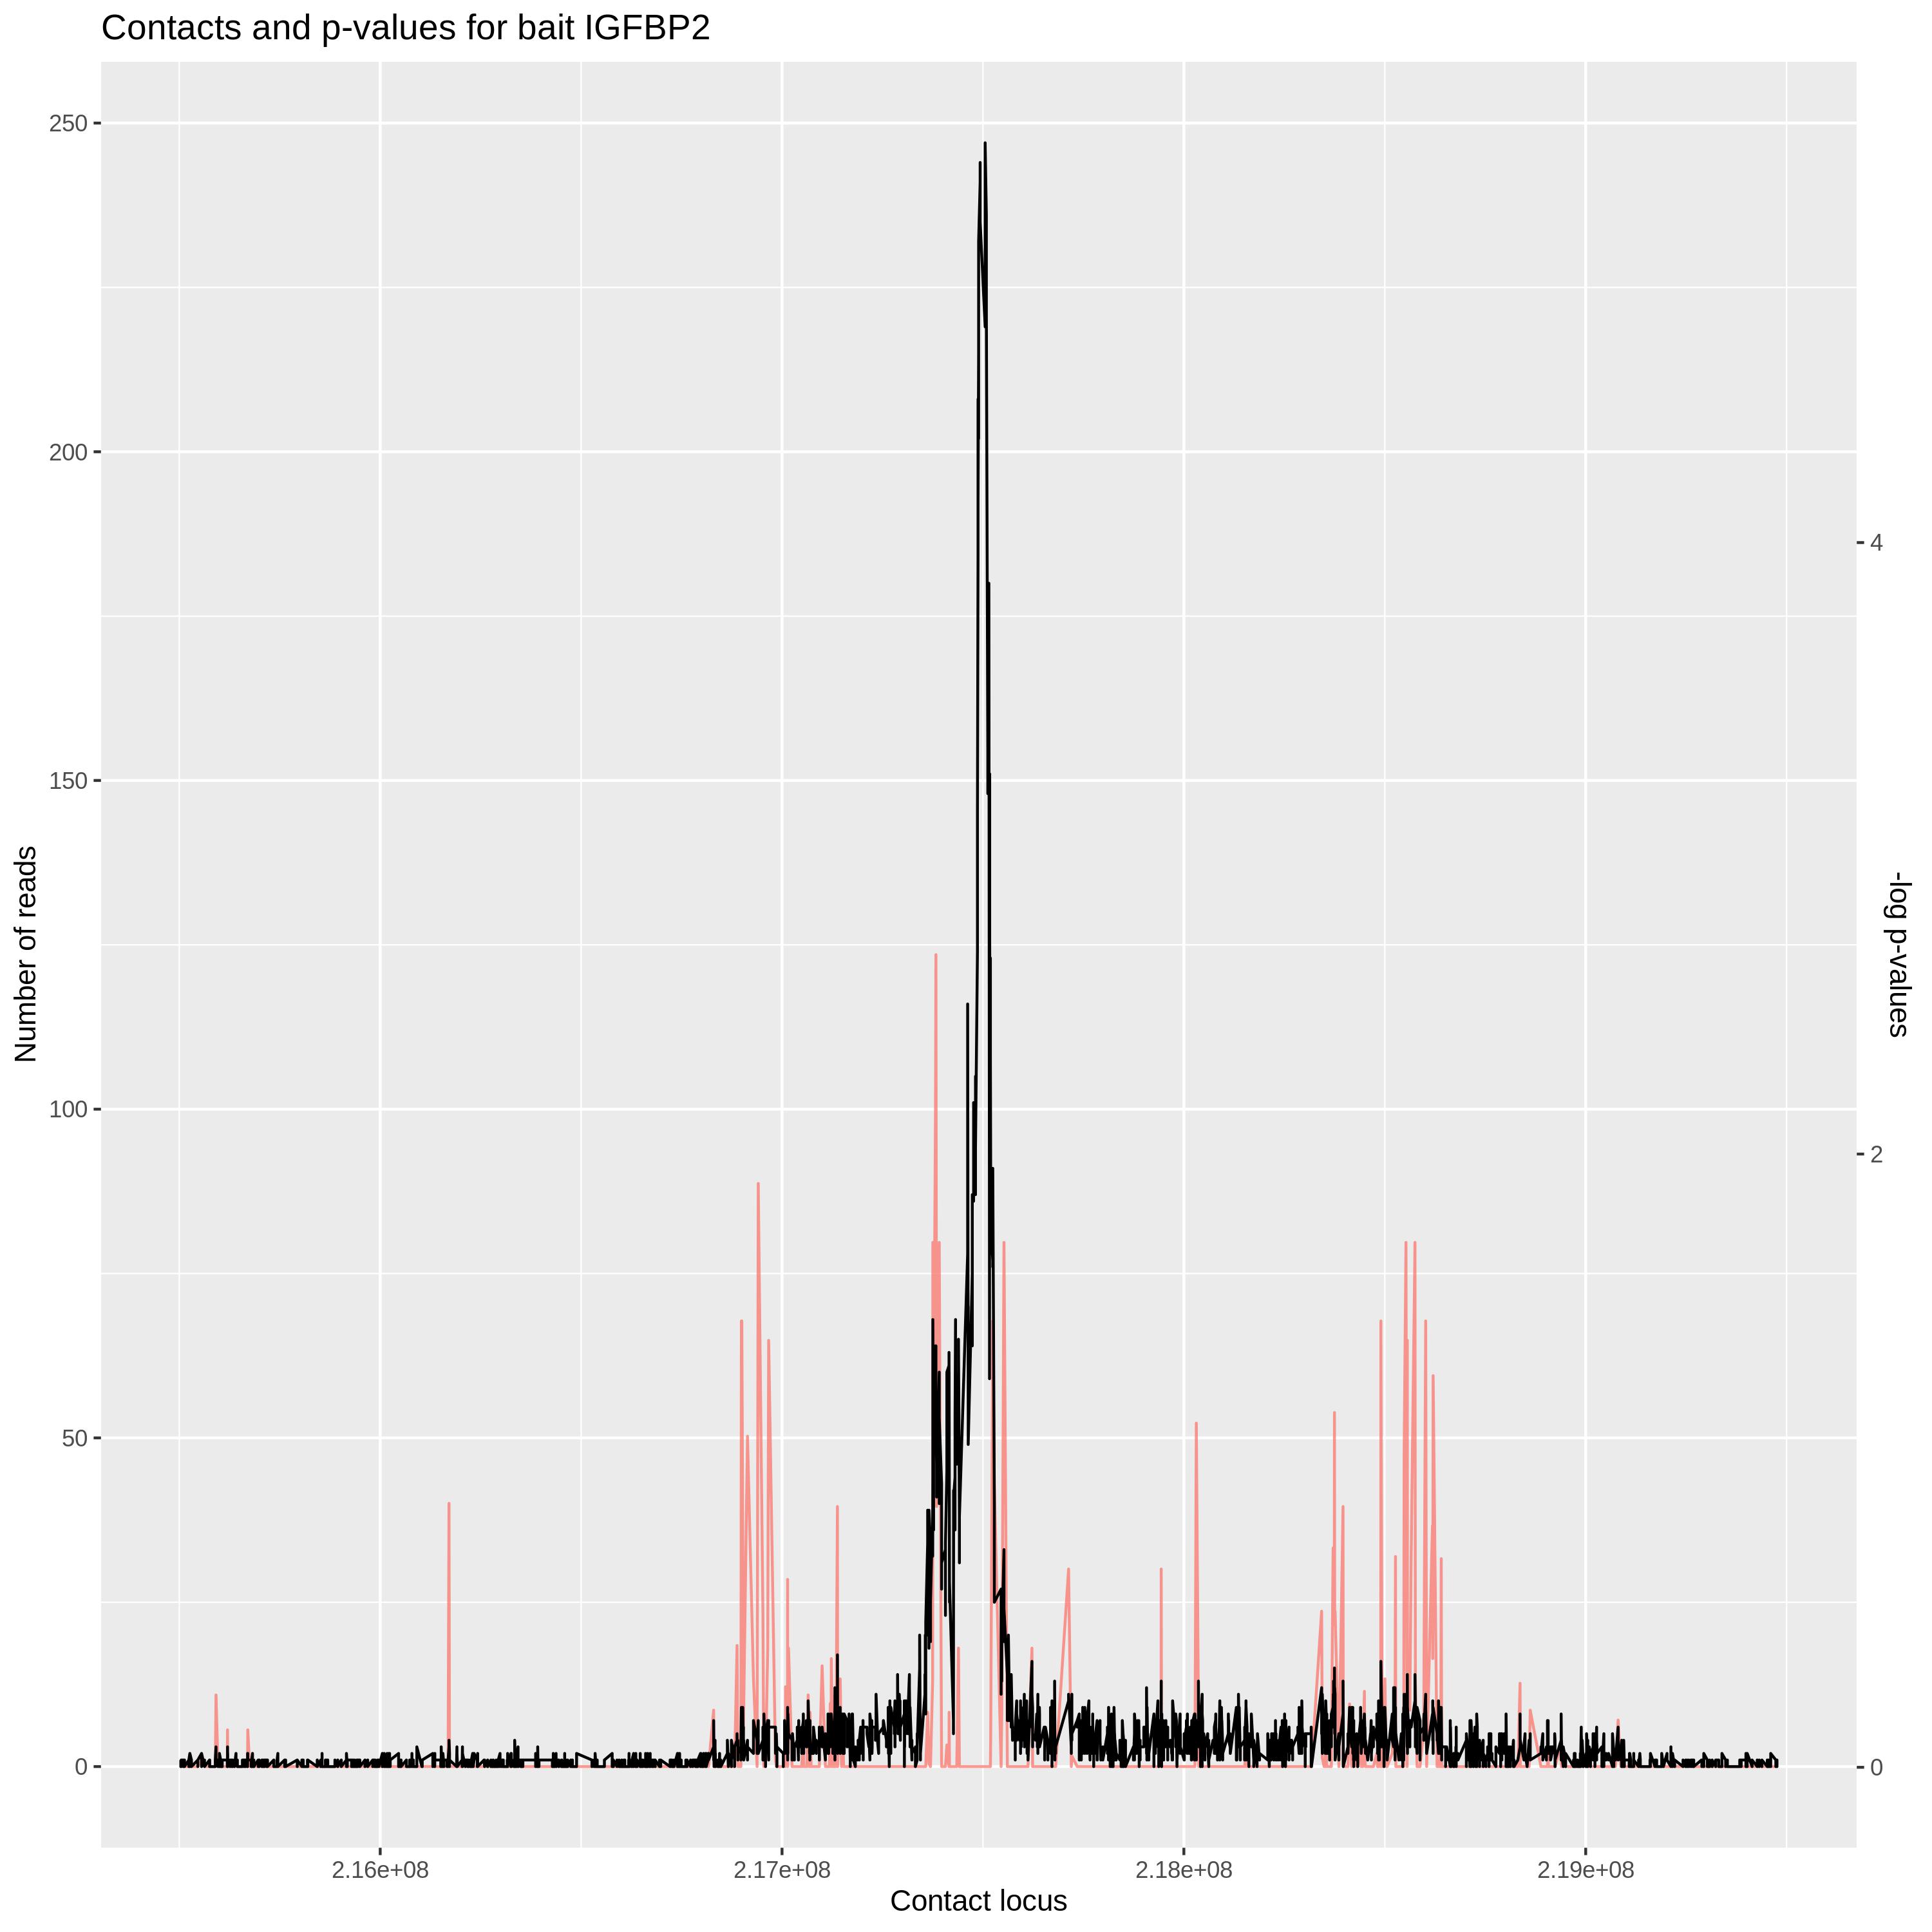 Contacts and p-values for bait IGFBP2
250
200
150
100
50
0
Number of reads
4
2
0
-log p-values
2.16e+08
2.17e+08
2.18e+08
2.19e+08
Contact locus